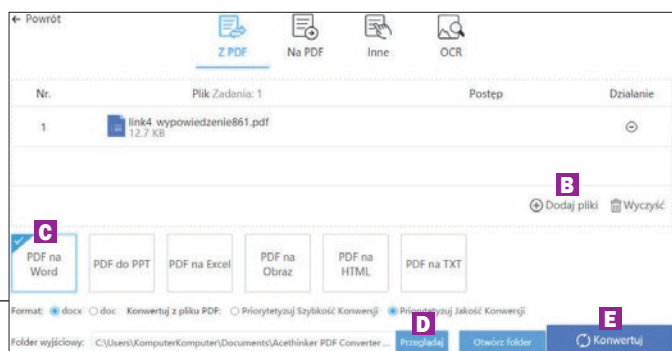 ← Powrót
Z PDF Na PDF Inne OCR
Nr. Plik Zadania: 1 Postęp Działanie
1 link4 wypowiedzenie861.pdf
12.7 KB
B
Dodaj pliki Wyczyść
C
PDF na Word PDF do PPT PDF na Excel PDF na Obraz PDF na HTML PDF na TXT
Format: docx doc Konwertuj z pliku PDF: Priorytetyzuj Szybkość Konwersji Priorytetyzuj Jakość Konwersji
D E
Folder wyjściowy: C:\Users\KomputerKomputer\Documents\Acethinker PDF Converter ... Przeglądaj Otwórz folder Konwertuj